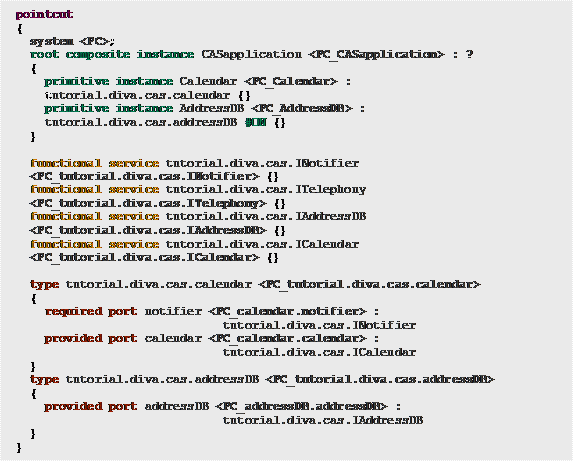 pointcut
{
system <PC>;
root composite instance CASapplication <PC_CASapplication> : ?
{
primitive instance Calendar <PC_Calendar> :
tutorial.diva.cas.calendar {}
primitive instance AddressDB <PC_AddressDB> :
tutorial.diva.cas.addressDB {}
}
functional service tutorial.diva.cas.INotifier
<PC_tutorial.diva.cas.INotifier> {}
functional service tutorial.diva.cas.ITelephony
<PC_tutorial.diva.cas.ITelephony> {}
functional service tutorial.diva.cas.IAddressDB
<PC_tutorial.diva.cas.IAddressDB> {}
functional service tutorial.diva.cas.ICalendar
<PC_tutorial.diva.cas.ICalendar> {}
type tutorial.diva.cas.calendar <PC_tutorial.diva.cas.calendar>
{
required port notifier <PC_calendar.notifier> :
tutorial.diva.cas.INotifier
provided port calendar <PC_calendar.calendar> :
tutorial.diva.cas.ICalendar
}
type tutorial.diva.cas.addressDB <PC_tutorial.diva.cas.addressDB>
{
provided port addressDB <PC_addressDB.addressDB> :
tutorial.diva.cas.IAddressDB
}
}